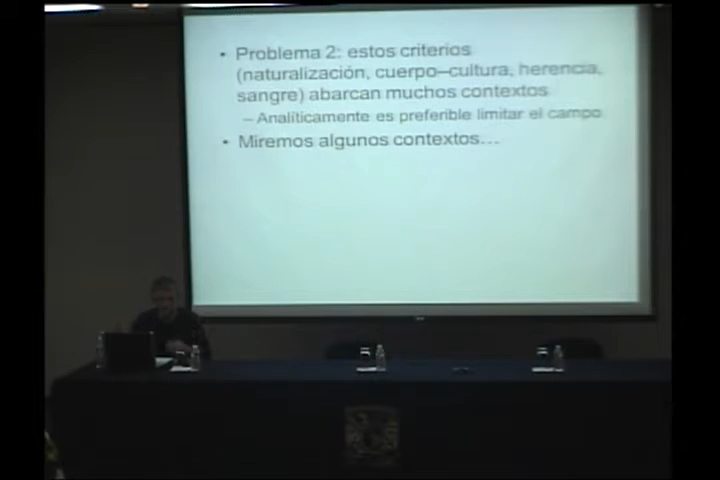 • Problema 2: estos criterios
(naturalización, cuerpo–cultura, herencia,
sangre) abarcan muchos contextos
– Analíticamente es preferible limitar el campo
• Miremos algunos contextos...